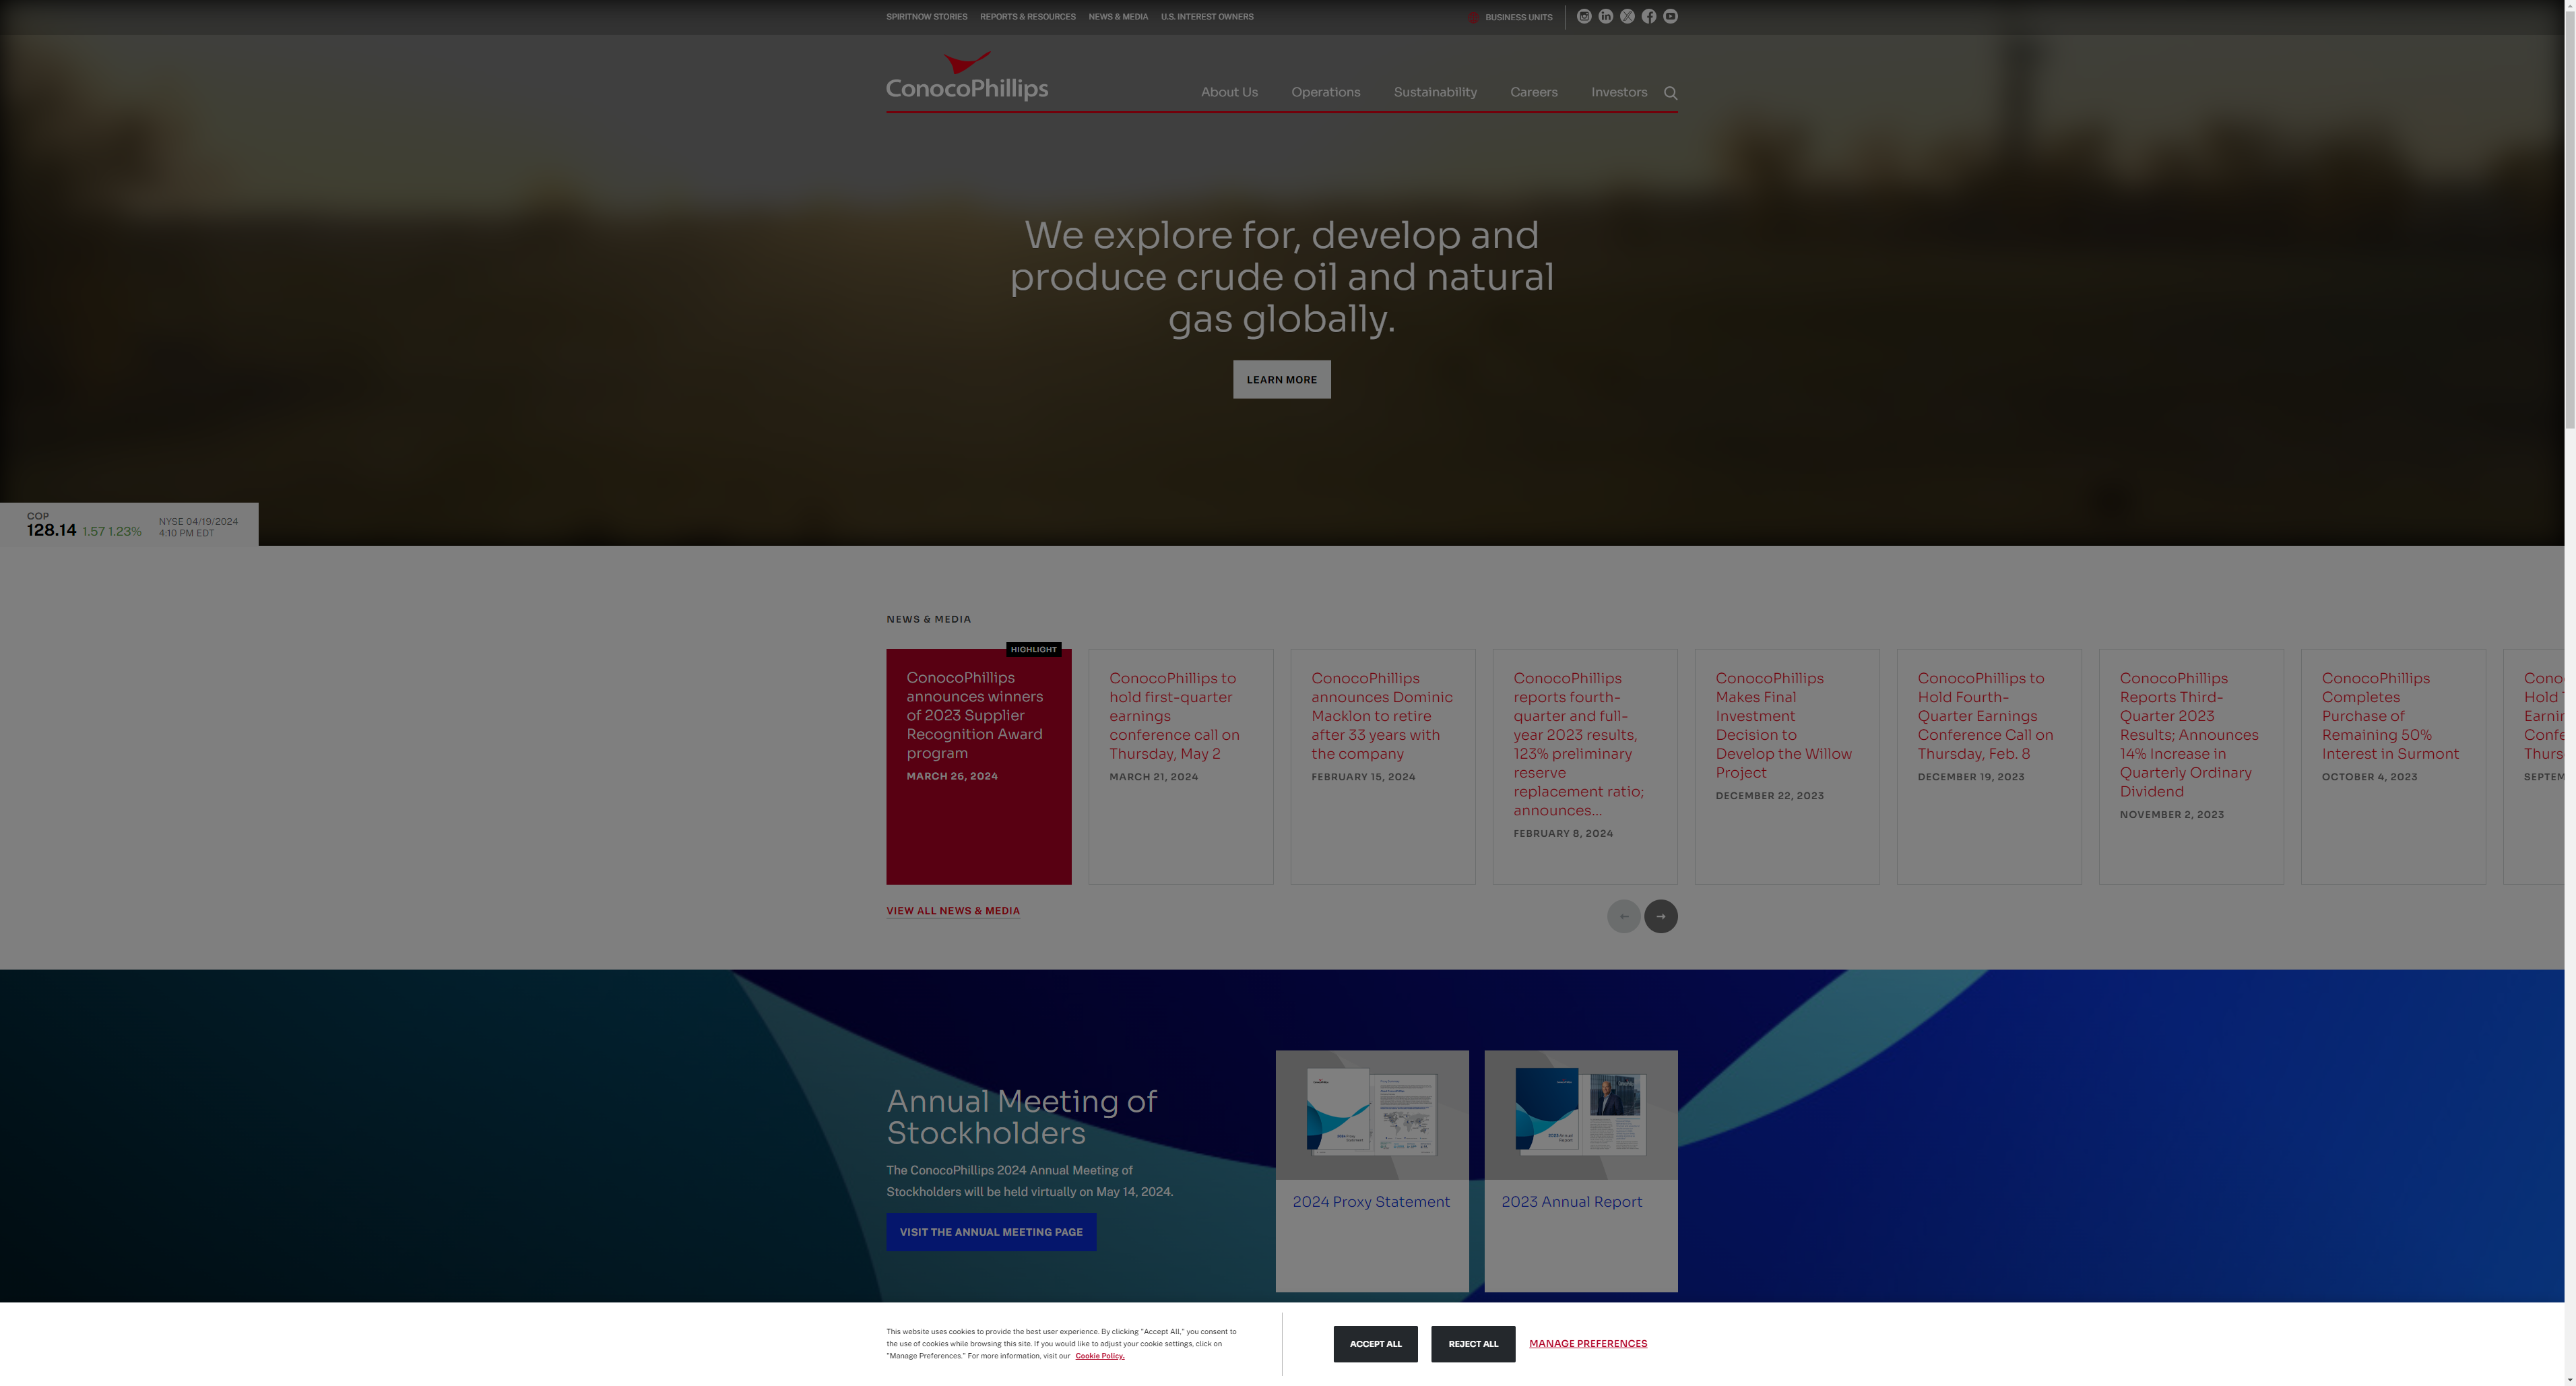 SPIRITNOW STORIES
REPORTS & RESOURCES
NEWS & MEDIA
U.S. INTEREST OWNERS
BUSINESS UNITS
ConocoPhillips
About Us
Operations
Sustainability
Careers
Investors
We explore for, develop and
produce crude oil and natural
gas globally.
LEARN MORE
COP
128.14 1.57 1.23%
NYSE 04/19/2024
4:10 PM EDT
NEWS & MEDIA
HIGHLIGHT
ConocoPhillips
announces winners
of 2023 Supplier
Recognition Award
program
MARCH 26, 2024
ConocoPhillips to
hold first-quarter
earnings
conference call on
Thursday, May 2
MARCH 21, 2024
ConocoPhillips
announces Dominic
Macklon to retire
after 33 years with
the company
FEBRUARY 15, 2024
ConocoPhillips
reports fourth-
quarter and full-
year 2023 results,
123% preliminary
reserve
replacement ratio;
announces...
FEBRUARY 8, 2024
ConocoPhillips
Makes Final
Investment
Decision to
Develop the Willow
Project
DECEMBER 22, 2023
ConocoPhillips to
Hold Fourth-
Quarter Earnings
Conference Call on
Thursday, Feb. 8
DECEMBER 19, 2023
ConocoPhillips
Reports Third-
Quarter 2023
Results; Announces
14% Increase in
Quarterly Ordinary
Dividend
NOVEMBER 2, 2023
ConocoPhillips
Completes
Purchase of
Remaining 50%
Interest in Surmont
OCTOBER 4, 2023
Hold
VIEW ALL NEWS & MEDIA
Annual Meeting of
Stockholders
The ConocoPhillips 2024 Annual Meeting of
Stockholders will be held virtually on May 14, 2024.
VISIT THE ANNUAL MEETING PAGE
2024 Proxy Statement
2023 Annual Report
This website uses cookies to provide the best user experience. By clicking "Accept All," you consent to
the use of cookies while browsing this site. If you would like to adjust your cookie settings, click on
"Manage Preferences." For more information, visit our Cookie Policy.
ACCEPT ALL
REJECT ALL
MANAGE PREFERENCES